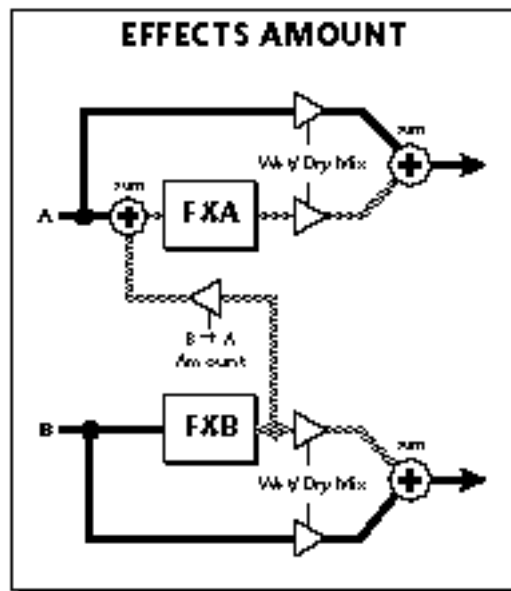 EFFECTS AMOUNT
sum
Wet/Dry Mix
sum
A
FXA
B → A
Amount
B
FXB
sum
Wet/Dry Mix